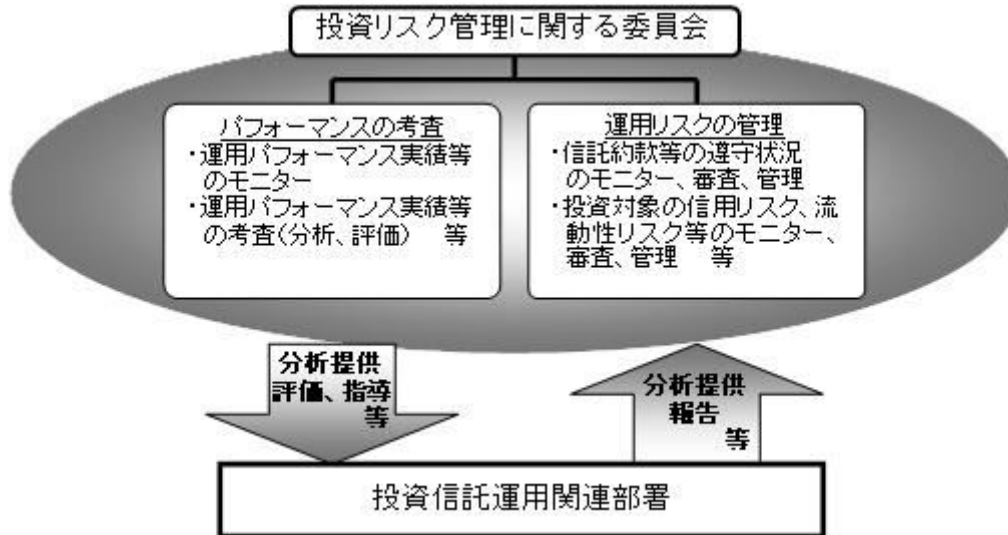 投資リスク管理に関する委員会
パフォーマンスの考査
・運用パフォーマンス実績等
のモニター
・運用パフォーマンス実績等
の考査(分析、評価) 等
運用リスクの管理
・信託約款等の遵守状況
のモニター、審査、管理
・投資対象の信用リスク、流
動性リスク等のモニター、
審査、管理 等
分析提供
評価、指導
等
分析提供
報告
等
投資信託運用関連部署